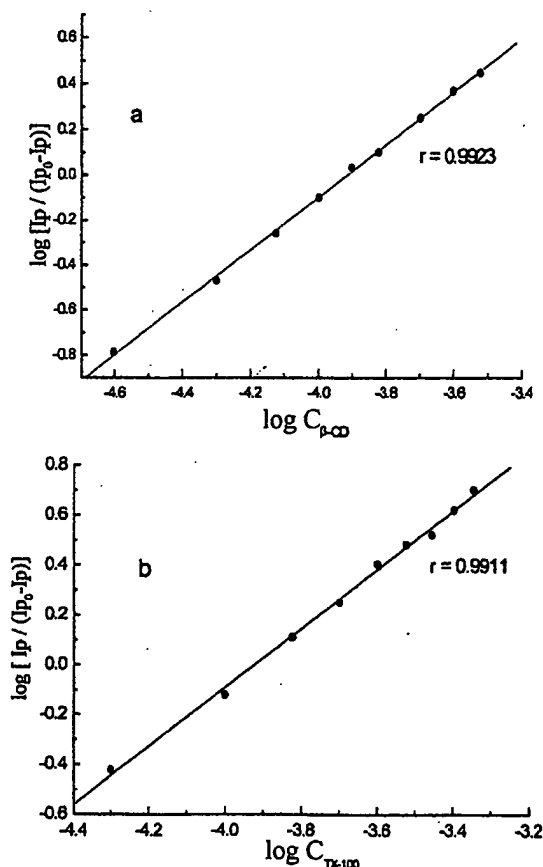 0.6
0.4
0.2
0.0
-0.2
-0.4
-0.6
-0.8
log [Ip / (Ip₀-Ip)]
a
r = 0.9923
-4.6 -4.4 -4.2 -4.0 -3.8 -3.6 -3.4
log C β-CD
0.8
0.6
0.4
0.2
0.0
-0.2
-0.4
-0.6
log [ Ip / (Ip₀-Ip)]
b
r = 0.9911
-4.4 -4.2 -4.0 -3.8 -3.6 -3.4 -3.2
log C TX-100